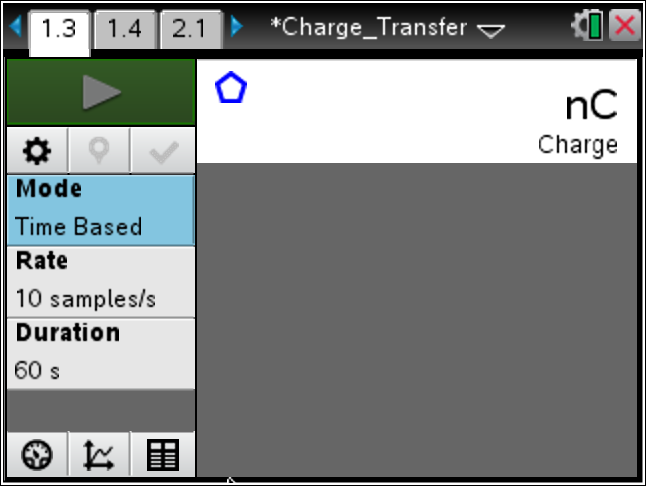 1.3 1.4 2.1 *Charge_Transfer
nC
Charge
Mode
Time Based
Rate
10 samples/s
Duration
60 s